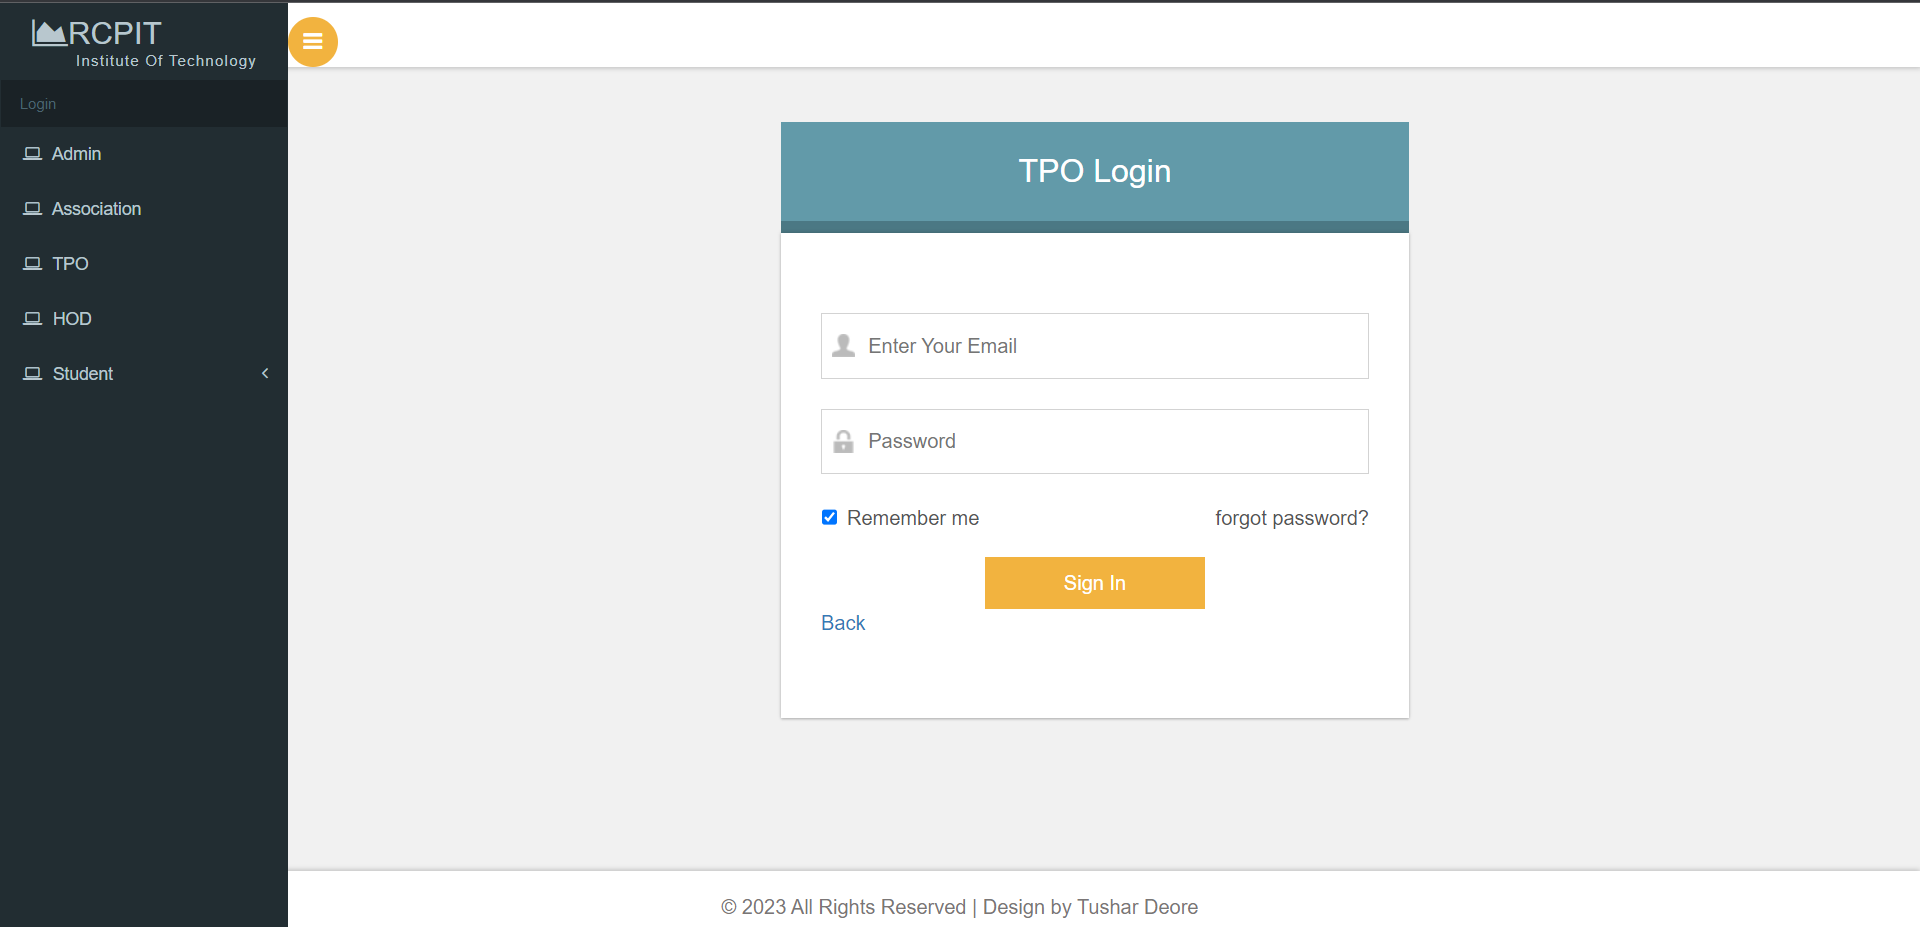 RCPIT
Institute Of Technology
Login
Admin
Association
TPO
HOD
Student
TPO Login
Enter Your Email
Password
Remember me
forgot password?
Sign In
Back
© 2023 All Rights Reserved | Design by Tushar Deore